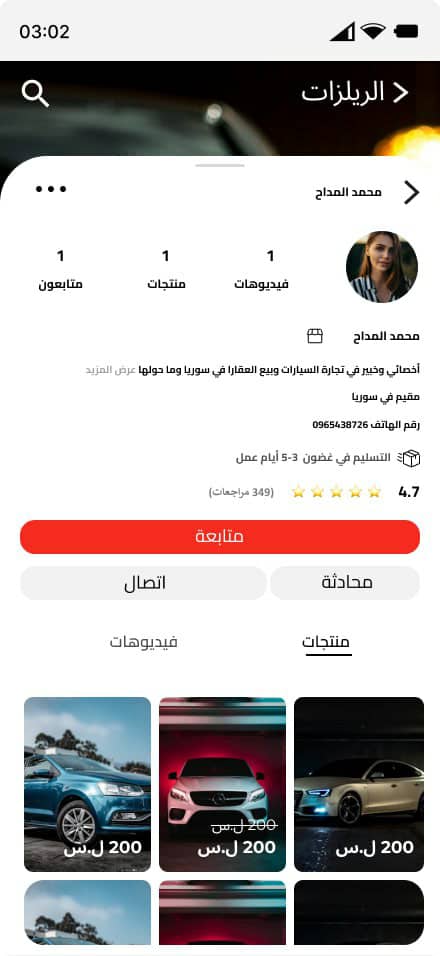 03:02
الريلزات
محمد المداح
1 1 1
فيديوهات منتجات متابعون
محمد المداح
أخصائي وخبير في تجارة السيارات وبيع العقارا في سوريا وما حولها عرض المزيد
مقيم في سوريا
رقم الهاتف 0965438726
التسليم في غضون 3-5 أيام عمل
4.7 (349 مراجعات)
متابعة
محادثة اتصال
منتجات فيديوهات
200 ل.س
200 ل.س 200 ل.س 200 ل.س